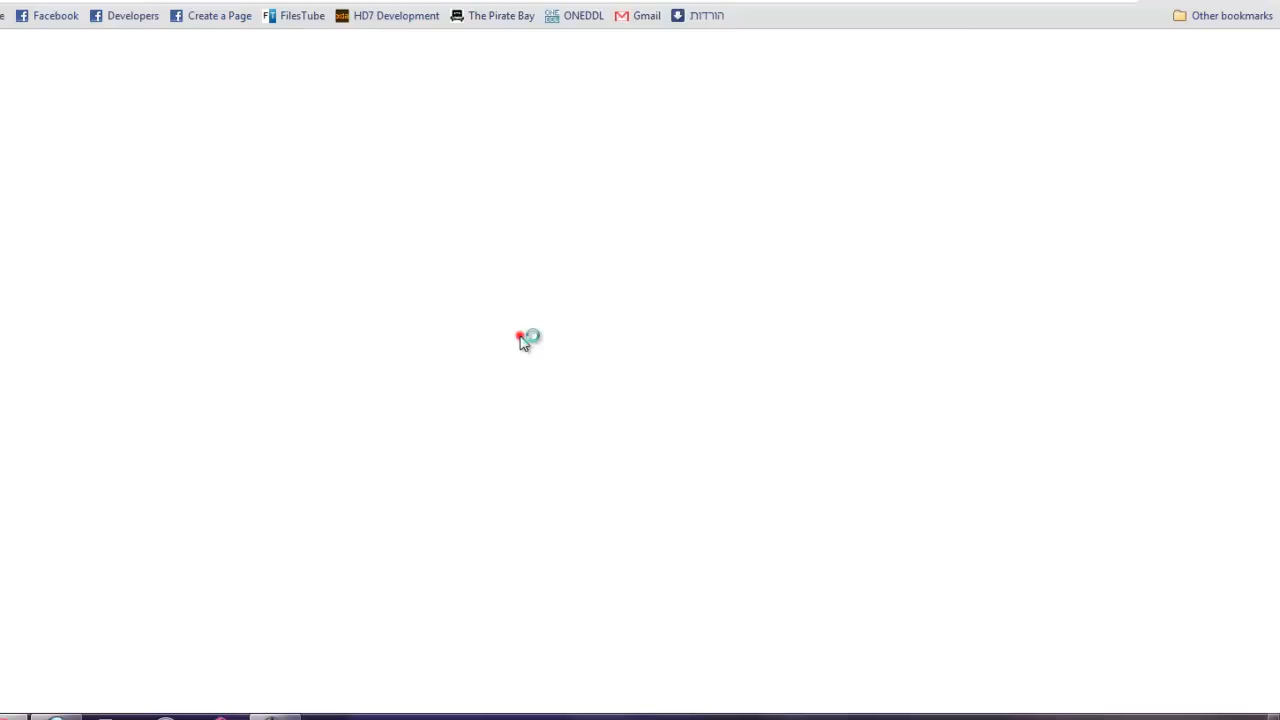 Facebook Developers Create a Page FilesTube HD7 Development The Pirate Bay ONEDDL Gmail הורדות Other bookmarks